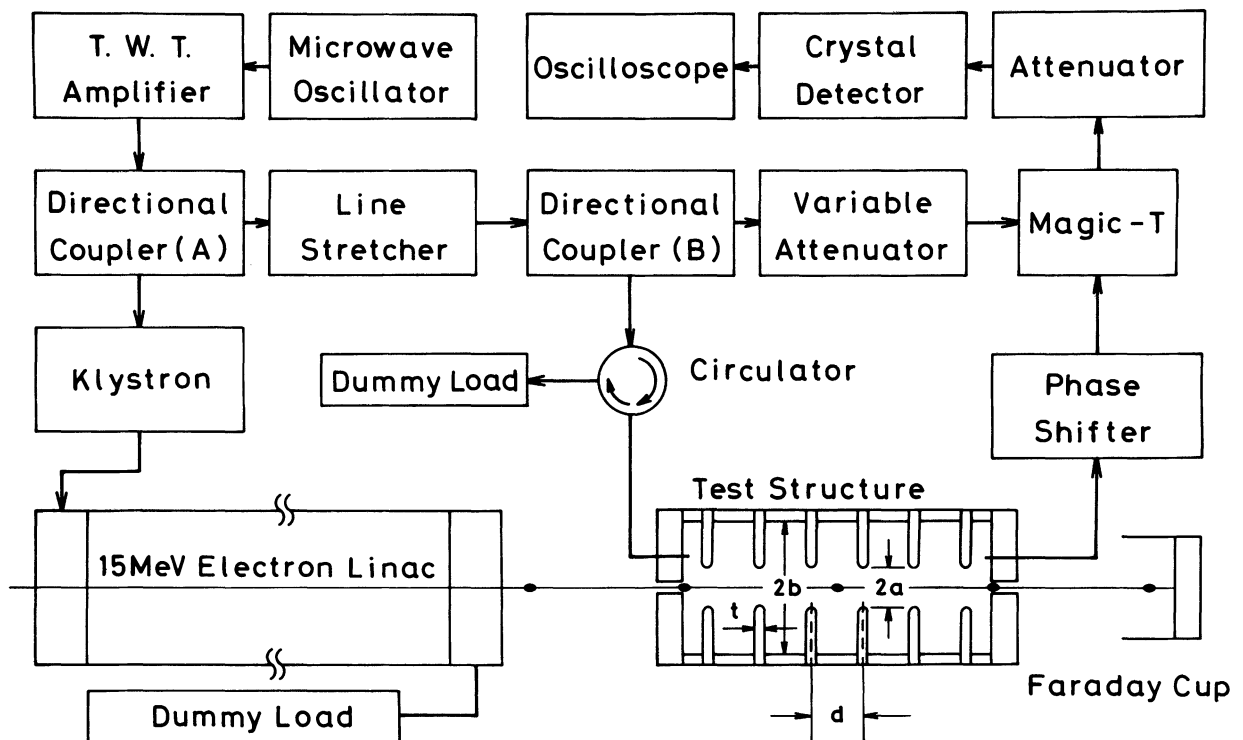 T. W. T.
Amplifier
Microwave
Oscillator
Oscilloscope
Crystal
Detector
Attenuator
Directional
Coupler (A)
Line
Stretcher
Directional
Coupler (B)
Variable
Attenuator
Magic-T
Klystron
Dummy Load
Circulator
Phase
Shifter
Test Structure
15MeV Electron Linac
2b
2a
t
d
Dummy Load
Faraday Cup